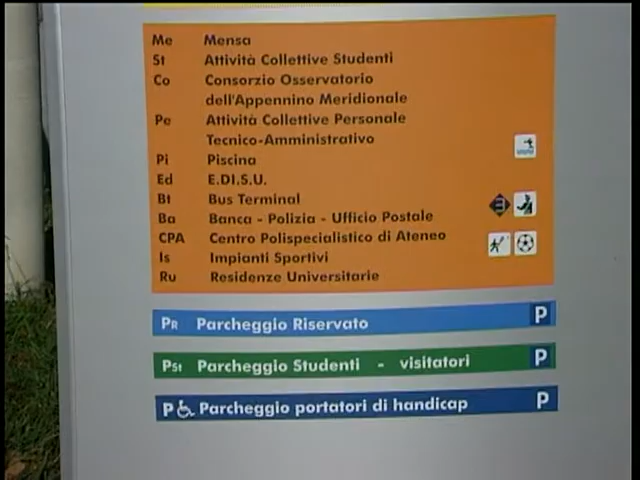 Me Mensa
St Attività Collettive Studenti
Co Consorzio Osservatorio
dell'Appennino Meridionale
Pe Attività Collettive Personale
Tecnico-Amministrativo
Pi Piscina
Ed E.DI.S.U.
Bt Bus Terminal
Ba Banca - Polizia - Ufficio Postale
CPA Centro Polispecialistico di Ateneo
Is Impianti Sportivi
Ru Residenze Universitarie
PR Parcheggio Riservato P
PSt Parcheggio Studenti - visitatori P
P Parcheggio portatori di handicap P